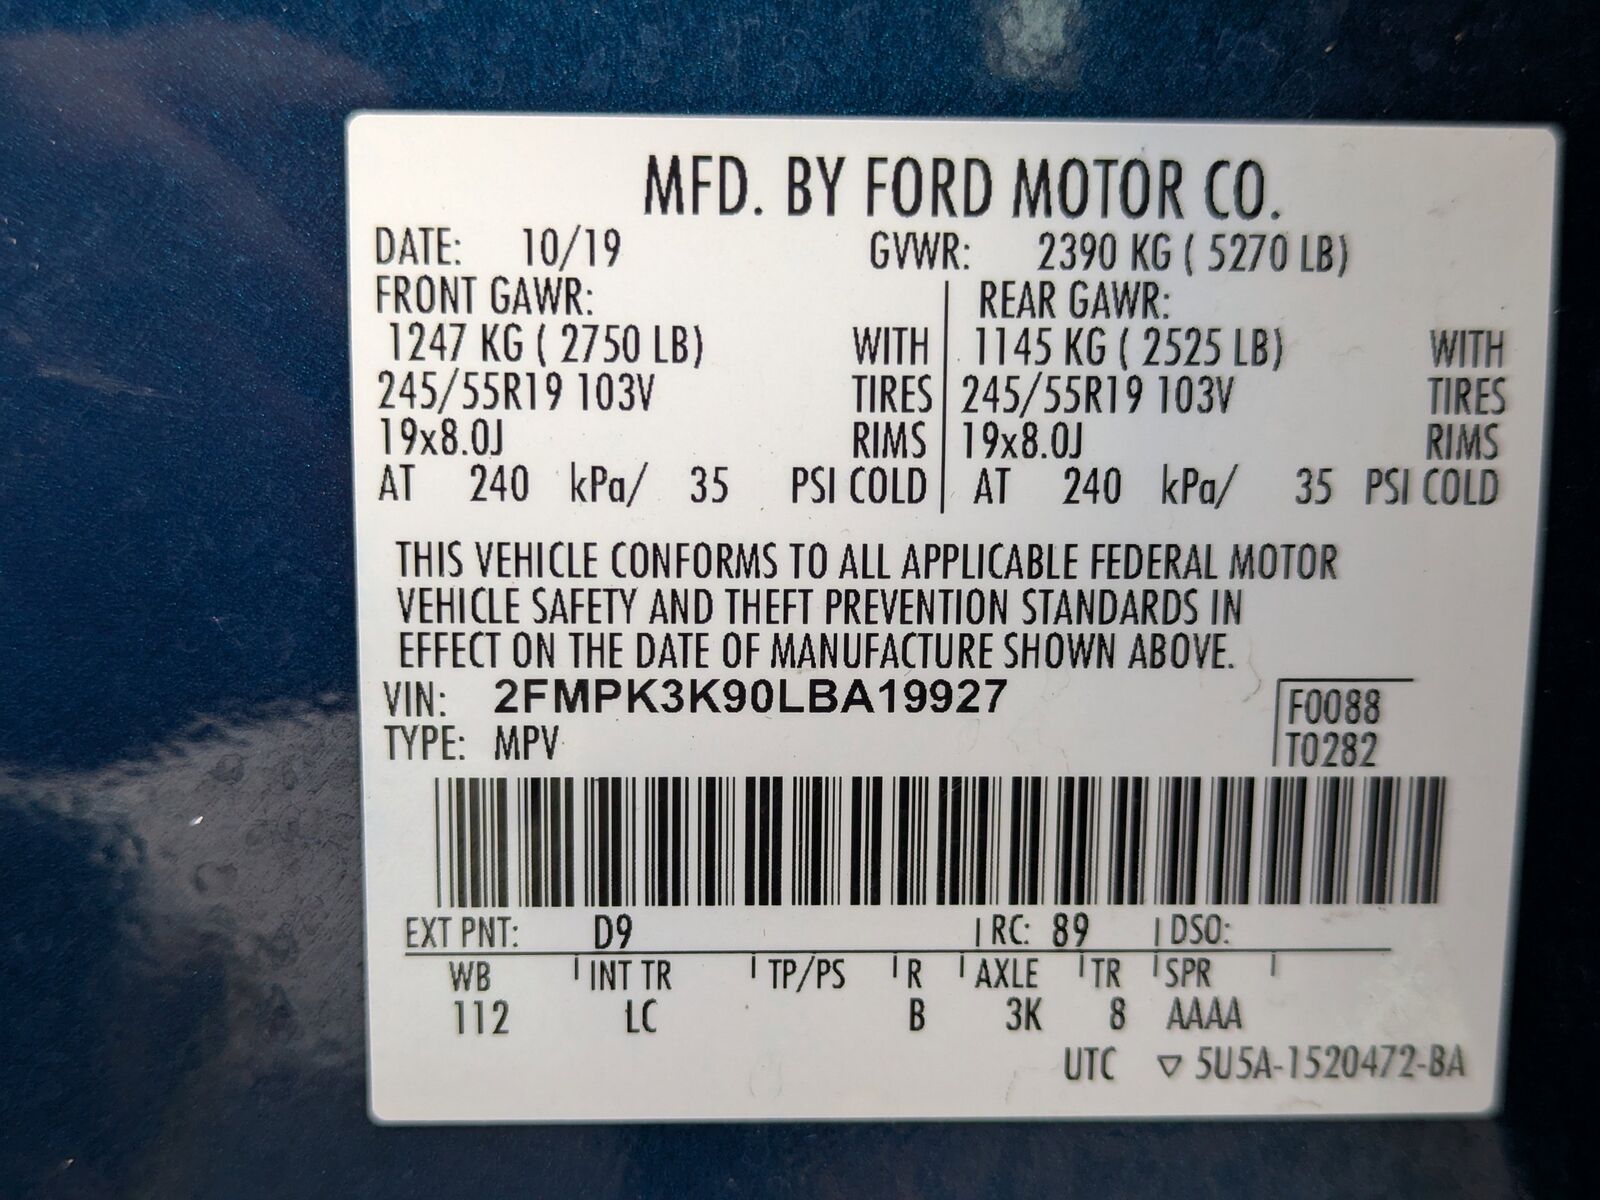 MFD. BY FORD MOTOR CO.
DATE: 10/19 GVWR: 2390 KG ( 5270 LB)
FRONT GAWR: REAR GAWR:
1247 KG ( 2750 LB) WITH 1145 KG ( 2525 LB) WITH
245/55R19 103V TIRES 245/55R19 103V TIRES
19x8.0J RIMS 19x8.0J RIMS
AT 240 kPa/ 35 PSI COLD AT 240 kPa/ 35 PSI COLD
THIS VEHICLE CONFORMS TO ALL APPLICABLE FEDERAL MOTOR
VEHICLE SAFETY AND THEFT PREVENTION STANDARDS IN
EFFECT ON THE DATE OF MANUFACTURE SHOWN ABOVE.
VIN: 2FMPK3K90LBA19927 F0088
TYPE: MPV T0282
EXT PNT: D9 RC: 89 DSO:
WB INT TR TP/PS R AXLE TR SPR
112 LC B 3K 8 AAAA
UTC ▽ 5U5A-1520472-BA